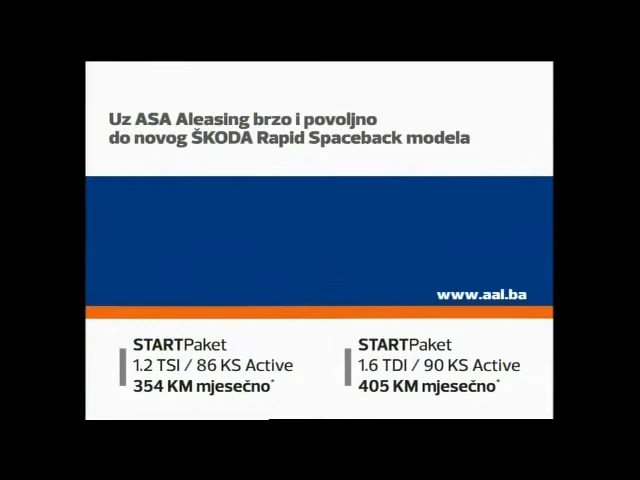 Uz ASA Aleasing brzo i povoljno
do novog ŠKODA Rapid Spaceback modela
www.aal.ba
STARTPaket
1.2 TSI / 86 KS Active
354 KM mjesečno*
STARTPaket
1.6 TDI / 90 KS Active
405 KM mjesečno*